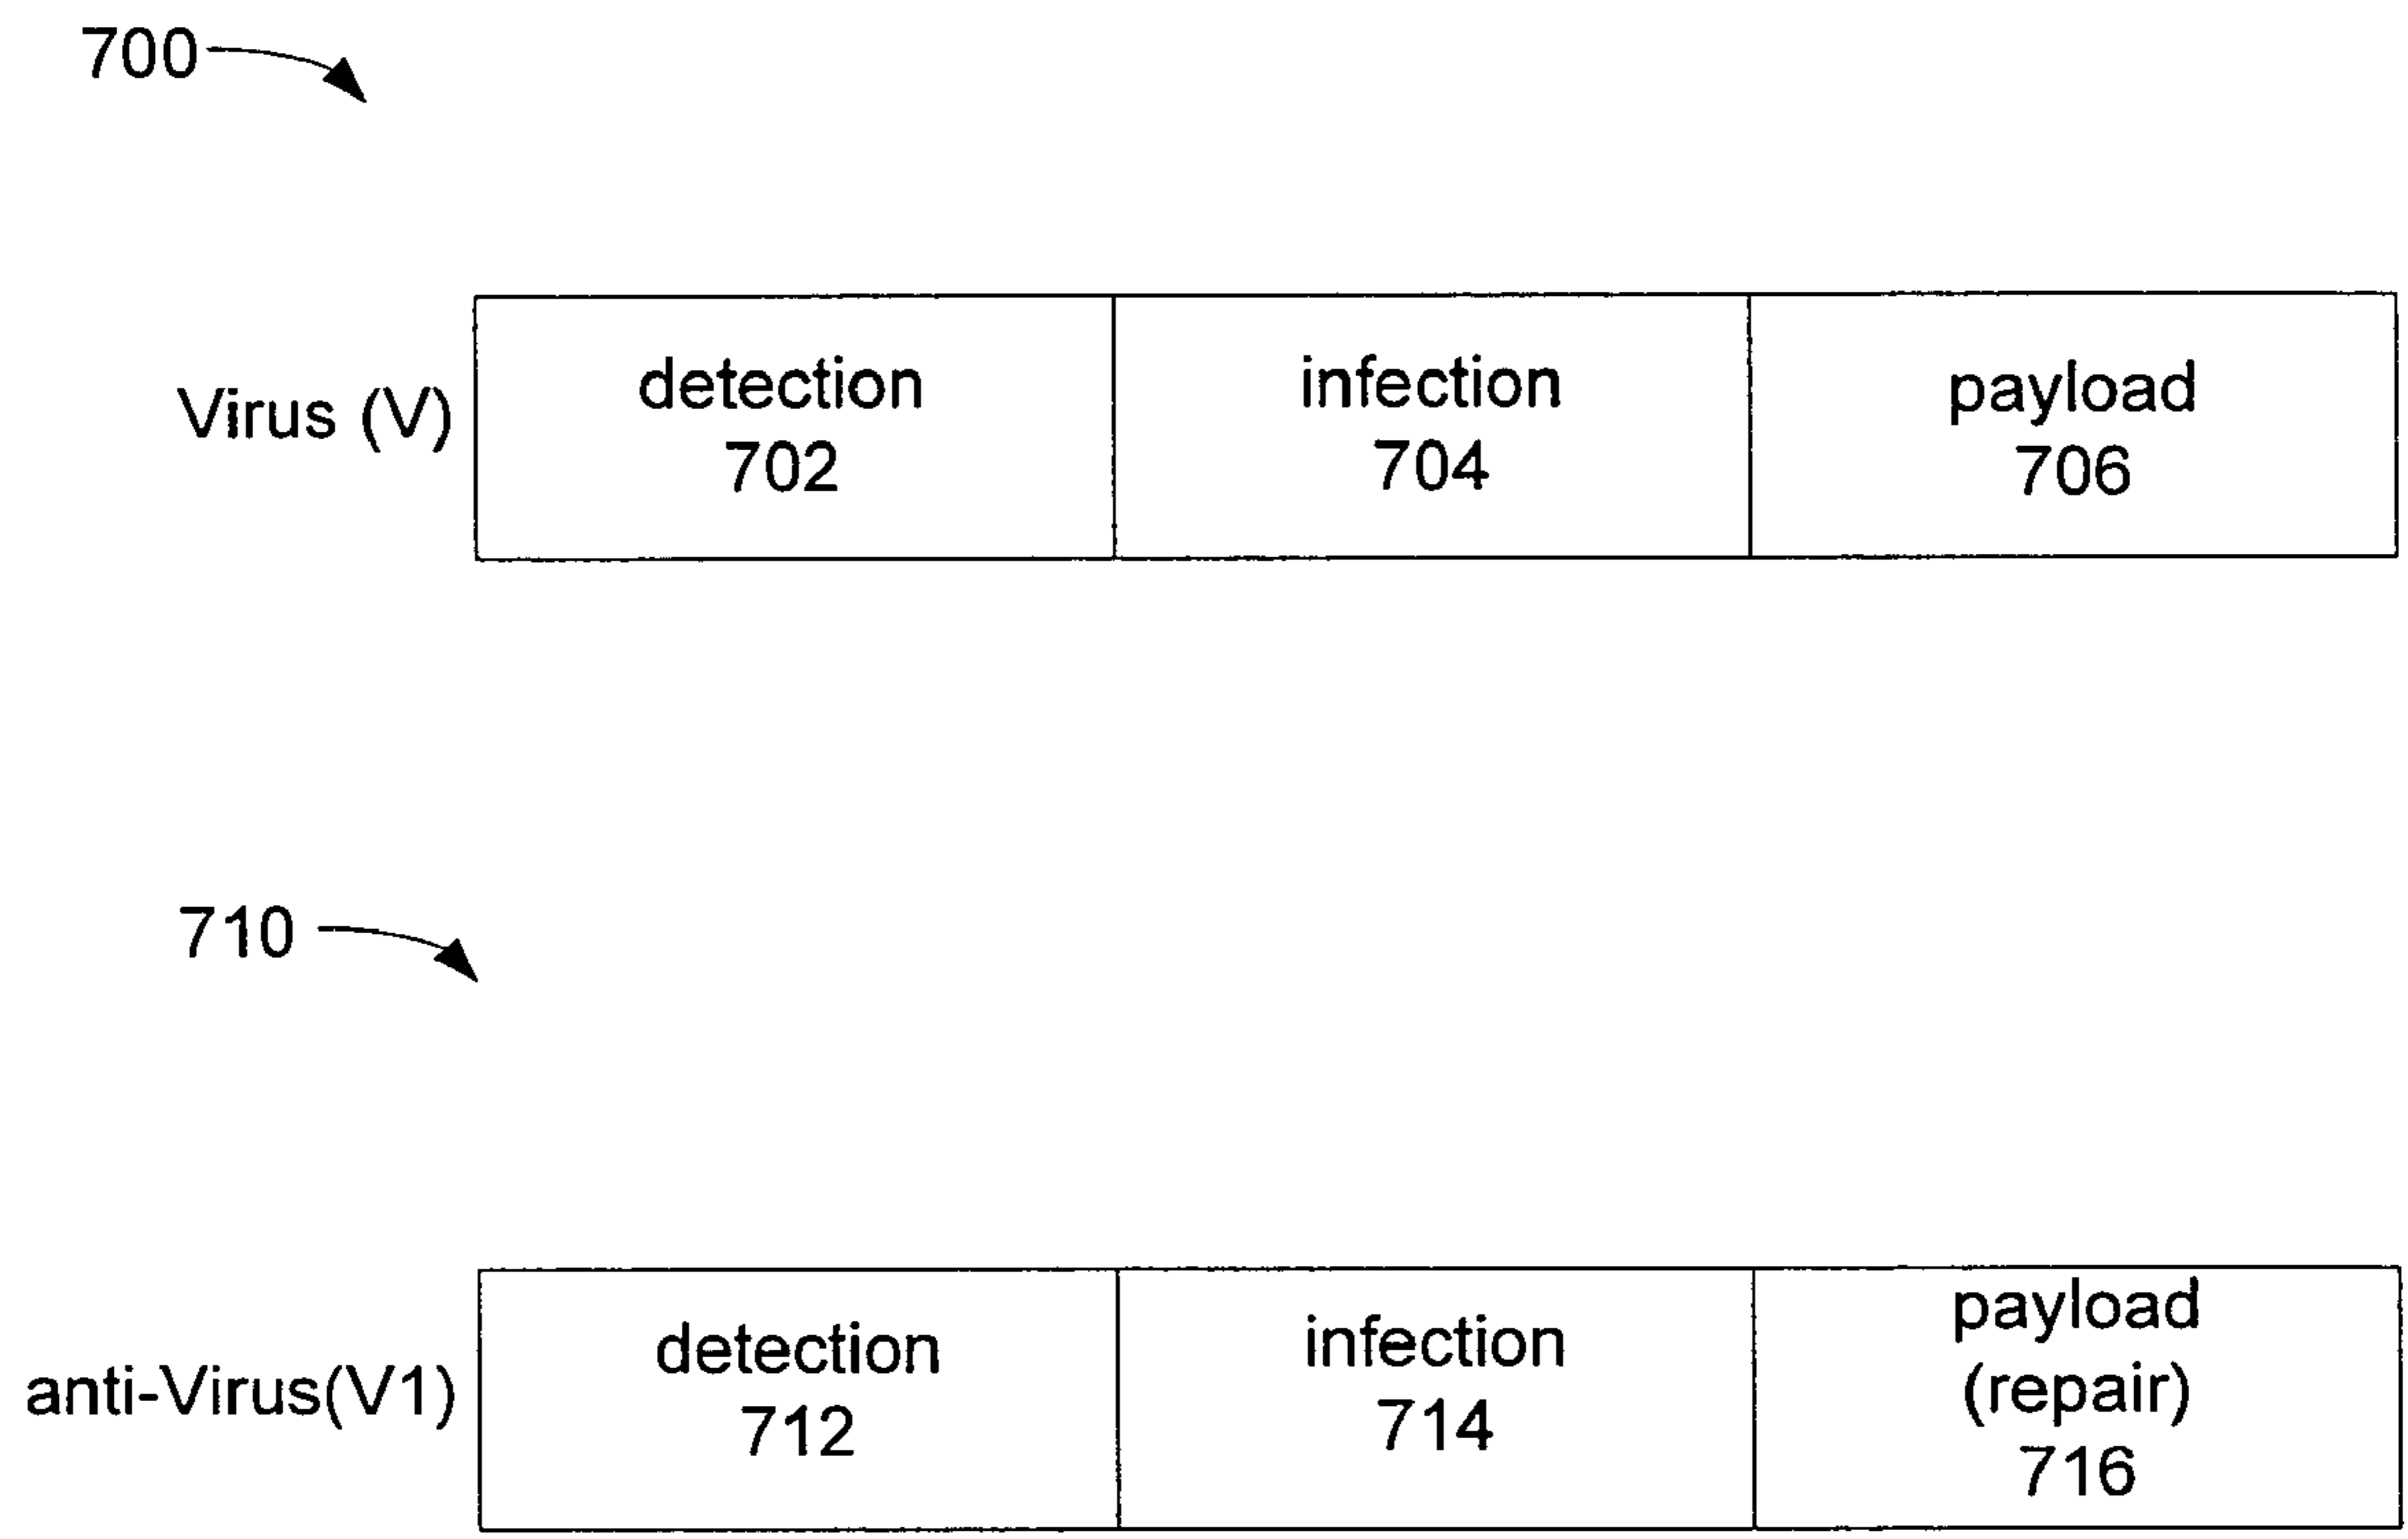 700
Virus (V)
detection
702
infection
704
payload
706
710
anti-Virus(V1)
detection
712
infection
714
payload
(repair)
716